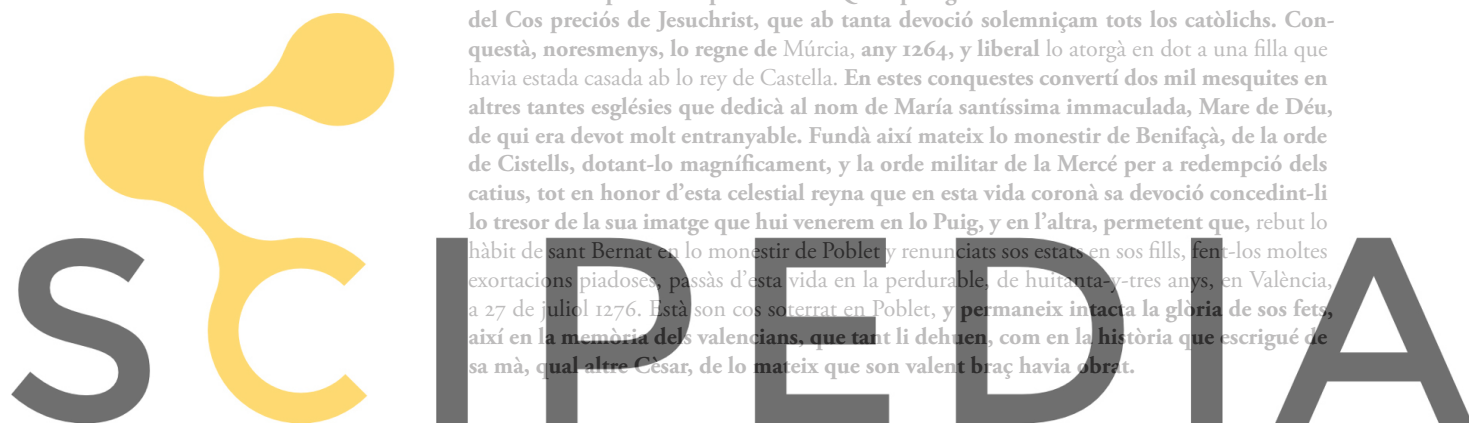 del Cos preciós de Jesuchrist, que ab tanta devoció solemniçam tots los catòlichs. Con-
questà, noresmenys, lo regne de Múrcia, any 1264, y liberal lo atorgà en dot a una filla que
havia estada casada ab lo rey de Castella. En estes conquestes convertí dos mil mesquites en
altres tantes esglésies que dedicà al nom de María santíssima immaculada, Mare de Déu,
de qui era devot molt entranyable. Fundà així mateix lo monestir de Benifaçà, de la orde
de Cistells, dotant-lo magníficament, y la orde militar de la Mercé per a redempció dels
catius, tot en honor d'esta celestial reyna que en esta vida coronà sa devoció concedint-li
lo tresor de la sua imatge que hui venerem en lo Puig, y en l'altra, permetent que, rebut lo
hàbit de sant Bernat en lo monestir de Poblet y renunciats sos estats en sos fills, fent-los moltes
exortacions piadoses, passàs d'esta vida en la perdurable, de huitanta-y-tres anys, en València,
a 27 de juliol 1276. Està son cos soterrat en Poblet, y permaneix intacta la glòria de sos fets,
així en la memòria dels valencians, que tant li dehuen, com en la història que escrigué de
sa mà, qual altre Cèsar, de lo mateix que son valent braç havia obrat.
SCIPEDIA